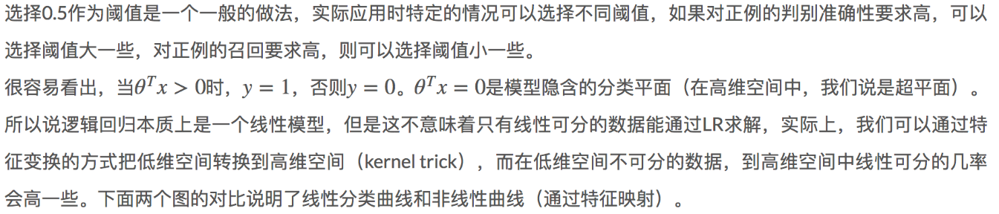 选择0.5作为阈值是一个一般的做法，实际应用时特定的情况可以选择不同阈值，如果对正例的判别准确性要求高，可以
选择阈值大一些，对正例的召回要求高，则可以选择阈值小一些。
很容易看出，当θᵀx > 0时，y = 1，否则y = 0。θᵀx = 0是模型隐含的分类平面（在高维空间中，我们说是超平面）。
所以说逻辑回归本质上是一个线性模型，但是这不意味着只有线性可分的数据能通过LR求解，实际上，我们可以通过特
征变换的方式把低维空间转换到高维空间（kernel trick），而在低维空间不可分的数据，到高维空间中线性可分的几率
会高一些。下面两个图的对比说明了线性分类曲线和非线性曲线（通过特征映射）。